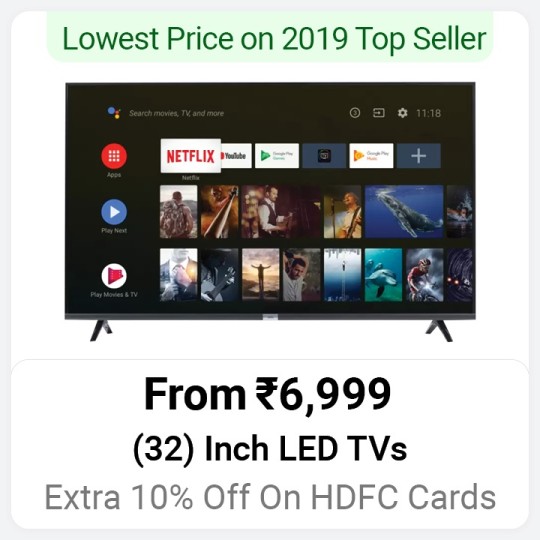 Lowest Price on 2019 Top Seller
Search movies, TV, and more
11:18
NETFLIX
YouTube
Google Play
Games
Google Play
Music
Apps
Netflix
Play Next
Play Movies & TV
From ₹6,999
(32) Inch LED TVs
Extra 10% Off On HDFC Cards